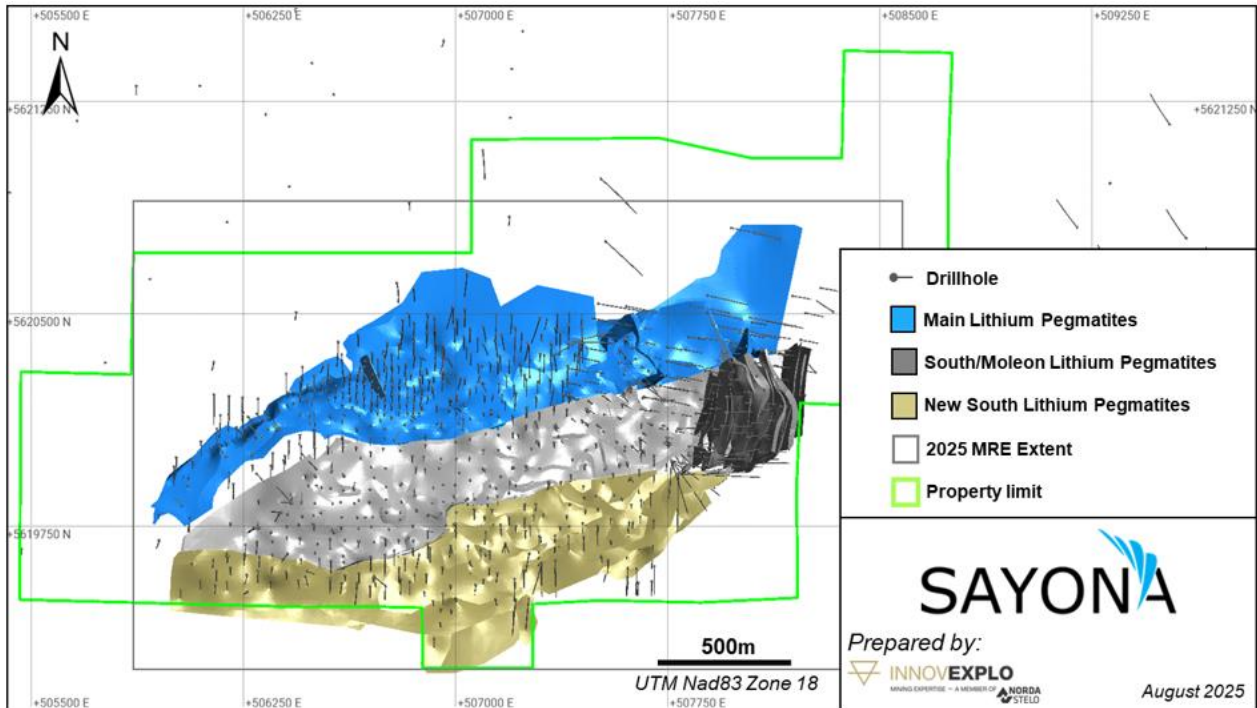 +505500 E
+506250 E
+507000 E
+507750 E
+508500 E
+509250 E
N
+5621250 N
+5621250 N
+5620500 N
+5619750 N
Drillhole
Main Lithium Pegmatites
South/Moleon Lithium Pegmatites
New South Lithium Pegmatites
2025 MRE Extent
Property limit
500m
UTM Nad83 Zone 18
SAYONA
Prepared by:
INNOVEXPLO
MINING EXPERTISE – A MEMBER OF NORDA STELO
August 2025
+505500 E
+506250 E
+507000 E
+507750 E